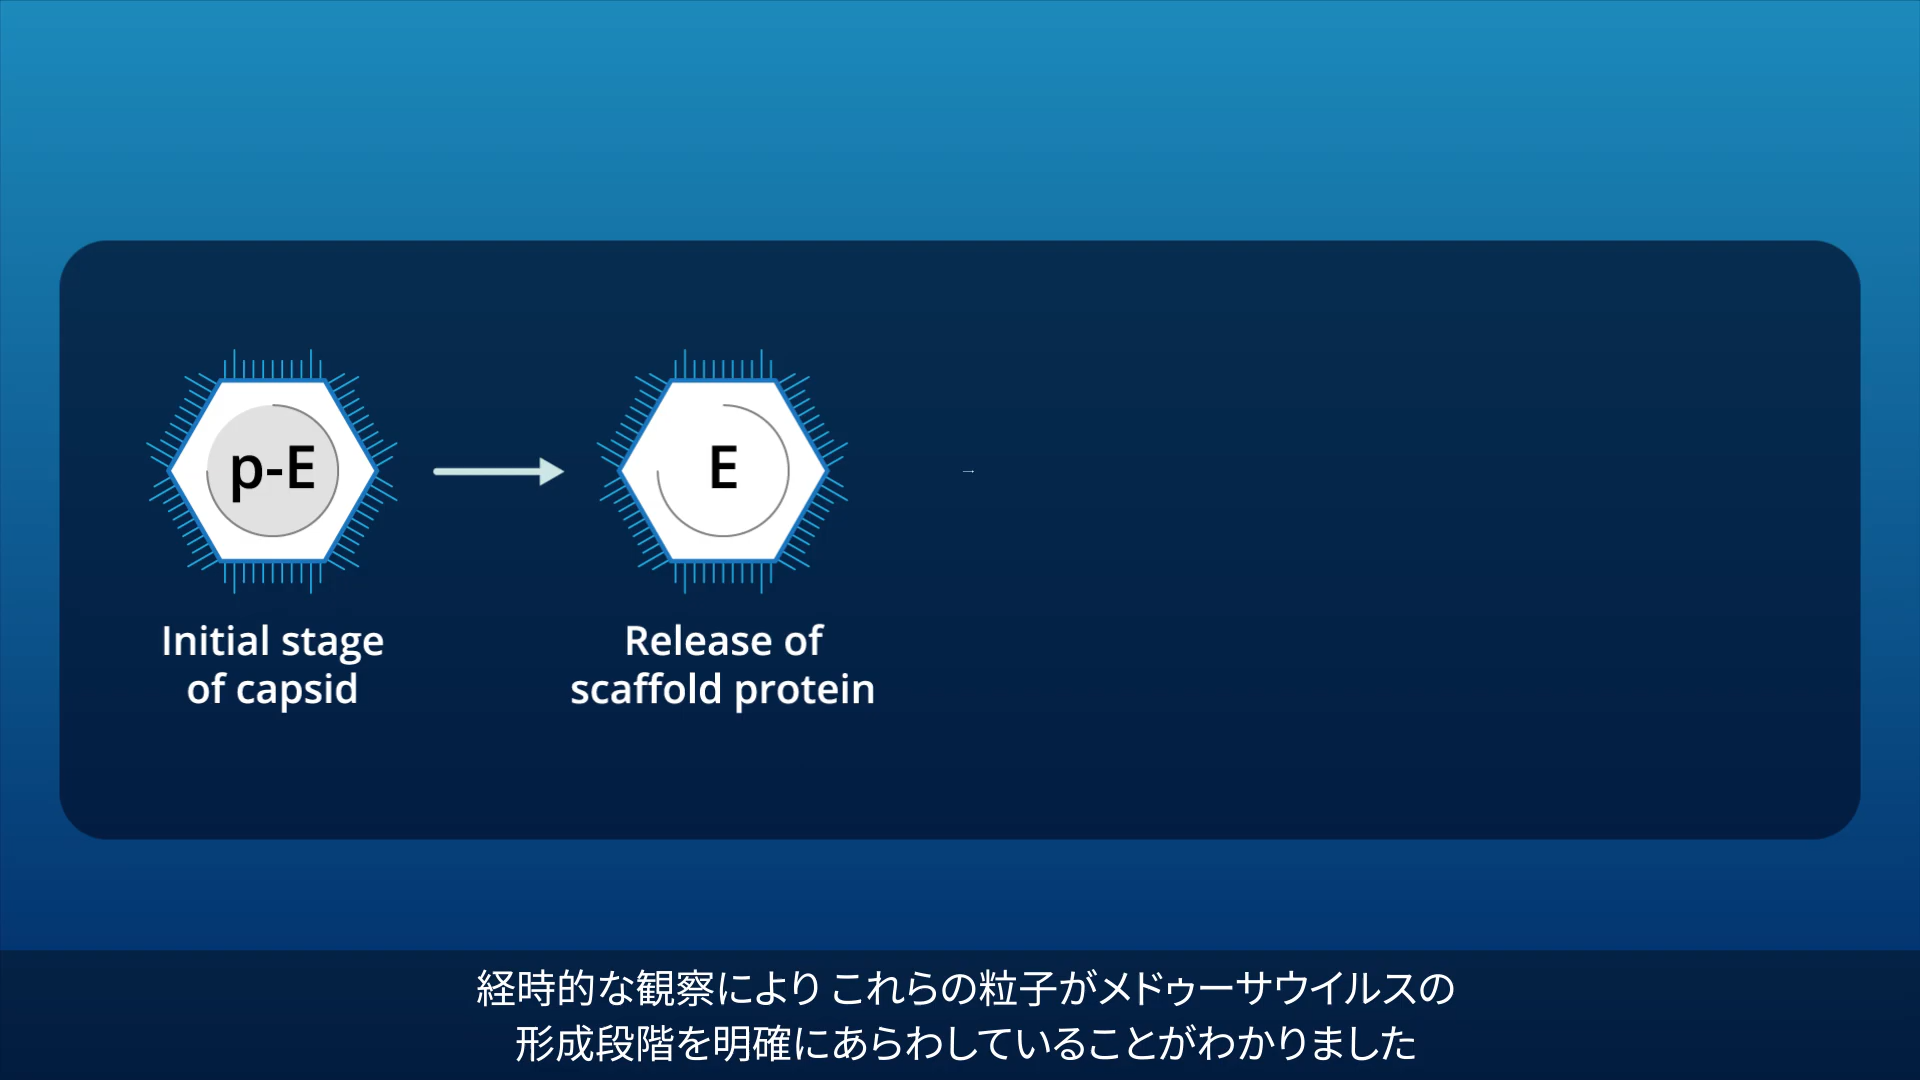 p-E
E
Initial stage
of capsid
Release of
scaffold protein
経時的な観察により これらの粒子がメドゥーサウイルスの
形成段階を明確にあらわしていることがわかりました